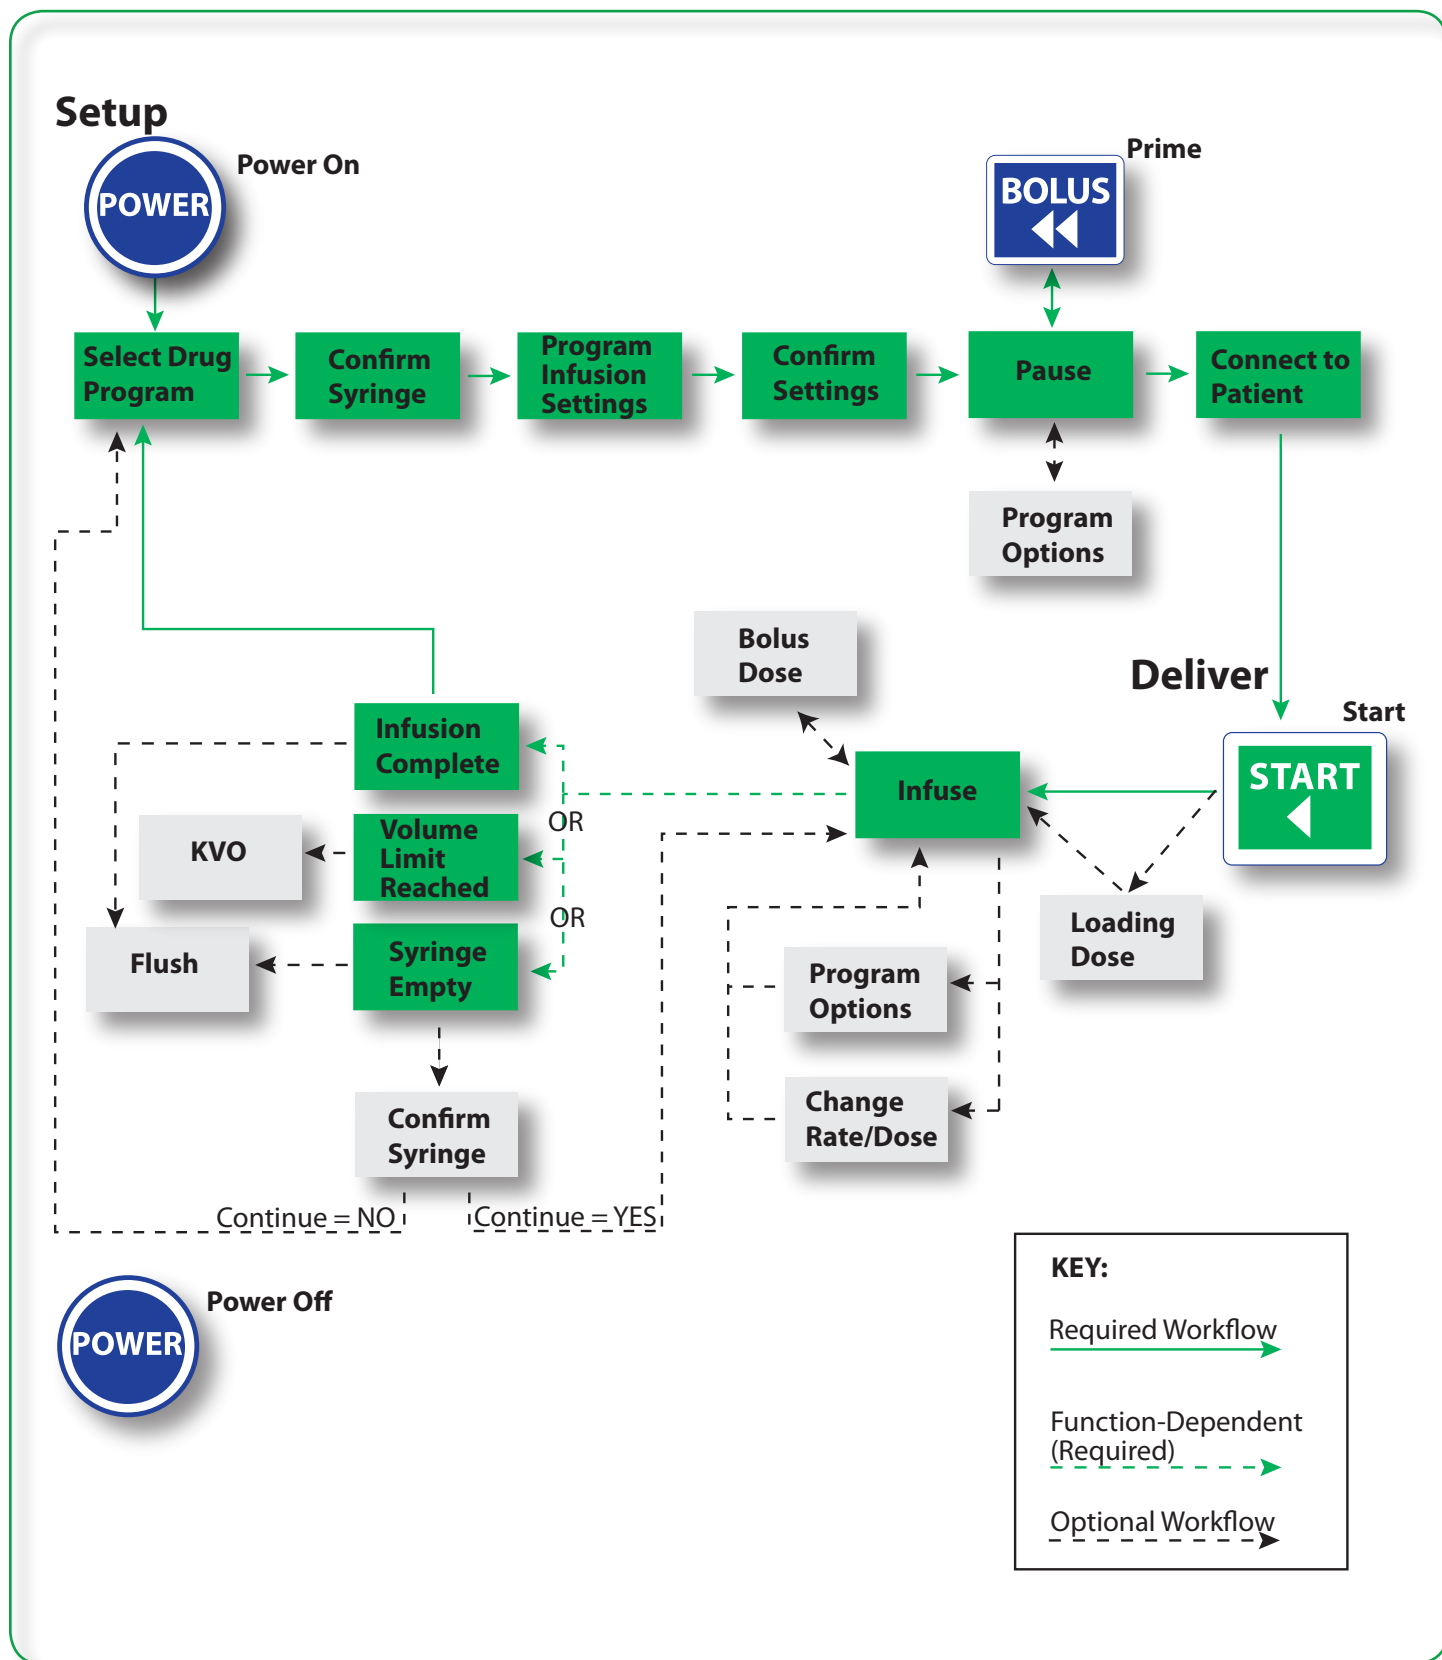 Setup
Power On
POWER
Prime
BOLUS
Select Drug
Program
Confirm
Syringe
Program
Infusion
Settings
Confirm
Settings
Pause
Connect to
Patient
Program
Options
Bolus
Dose
Deliver
Start
START
Infusion
Complete
Infuse
OR
Volume
Limit
Reached
KVO
OR
Loading
Dose
Syringe
Empty
Flush
Program
Options
Confirm
Syringe
Change
Rate/Dose
Continue = NO
Continue = YES
Power Off
POWER
KEY:
Required Workflow
Function-Dependent
(Required)
Optional Workflow